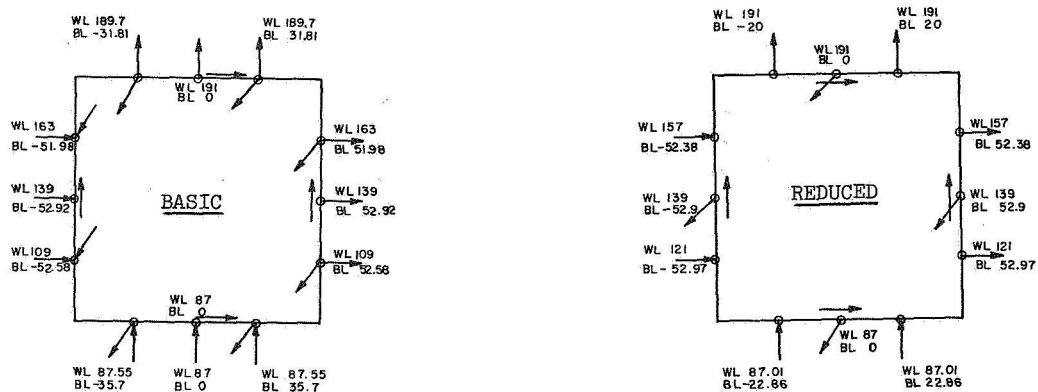 WL 189.7
BL -31.81
WL 189.7
BL 31.81
WL 191
BL 0
WL 163
BL -51.98
WL 163
BL 51.98
WL 139
BL -52.92
BASIC
WL 139
BL 52.92
WL 109
BL -52.58
WL 109
BL 52.58
WL 87
BL 0
WL 87.55
BL -35.7
WL 87
BL 0
WL 87.55
BL 35.7
WL 191
BL -20
WL 191
BL 20
WL 191
BL 0
WL 157
BL -52.38
WL 157
BL 52.38
WL 139
BL -52.9
REDUCED
WL 139
BL 52.9
WL 121
BL - 52.97
WL 121
BL 52.97
WL 87
BL 0
WL 87.01
BL -22.86
WL 87.01
BL 22.86